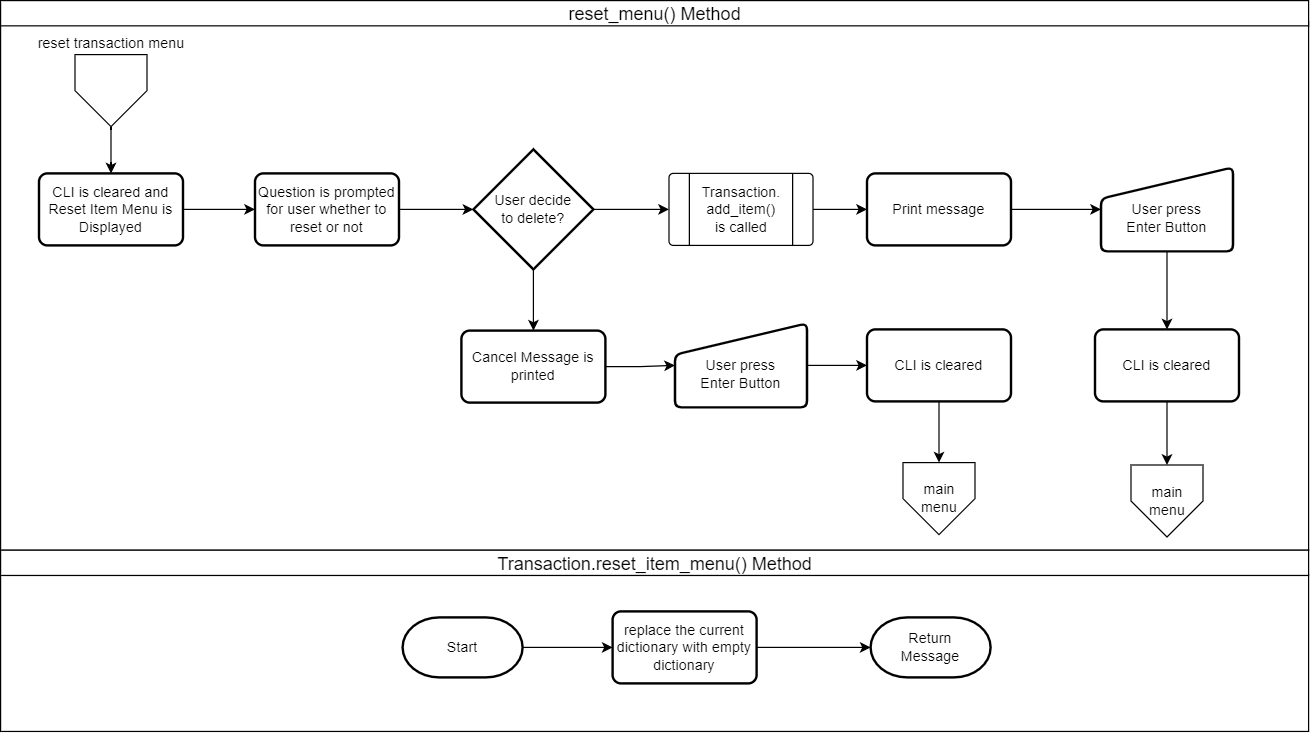 reset_menu() Method
reset transaction menu
CLI is cleared and
Reset Item Menu is
Displayed
Question is prompted
for user whether to
reset or not
User decide
to delete?
Transaction.
add_item()
is called
Print message
User press
Enter Button
Cancel Message is
printed
User press
Enter Button
CLI is cleared
CLI is cleared
main
menu
main
menu
Transaction.reset_item_menu() Method
Start
replace the current
dictionary with empty
dictionary
Return
Message